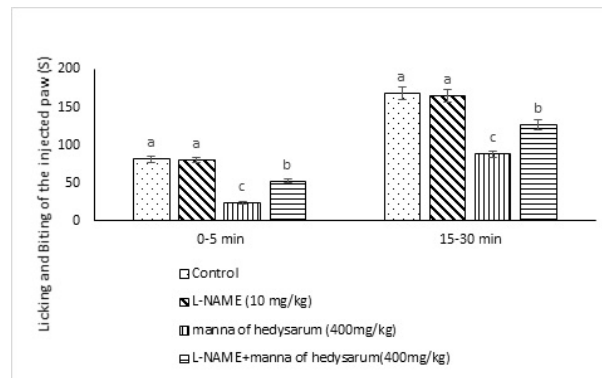 Licking and Biting of the injected paw (S)
200
150
100
50
0
a a c b
a a c b
0-5 min 15-30 min
Control
L-NAME (10 mg/kg)
manna of hedysarum (400mg/kg)
L-NAME+manna of hedysarum(400mg/kg)